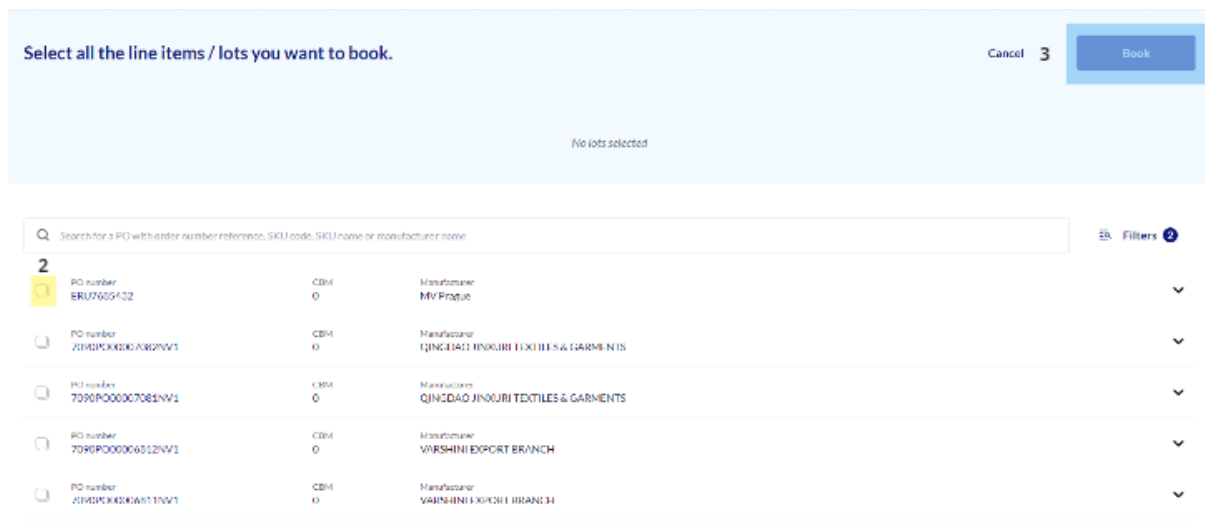 Select all the line items / lots you want to book.
Cancel 3 Book
No lots selected
Search for a PO with order number reference, SKU code, SKU name or manufacturer name
Filters 2
2
PO number CBM Manufacturer
ERU7685432 0 MV Prague
PO number CBM Manufacturer
7090PO00007082NV1 0 QINGDAO JINXURI TEXTILES & GARMENTS
PO number CBM Manufacturer
7090PO00007081NV1 0 QINGDAO JINXURI TEXTILES & GARMENTS
PO number CBM Manufacturer
7090PO00006812NV1 0 VARSHINI EXPORT BRANCH
PO number CBM Manufacturer
7090PO00006811NV1 0 VARSHINI EXPORT BRANCH